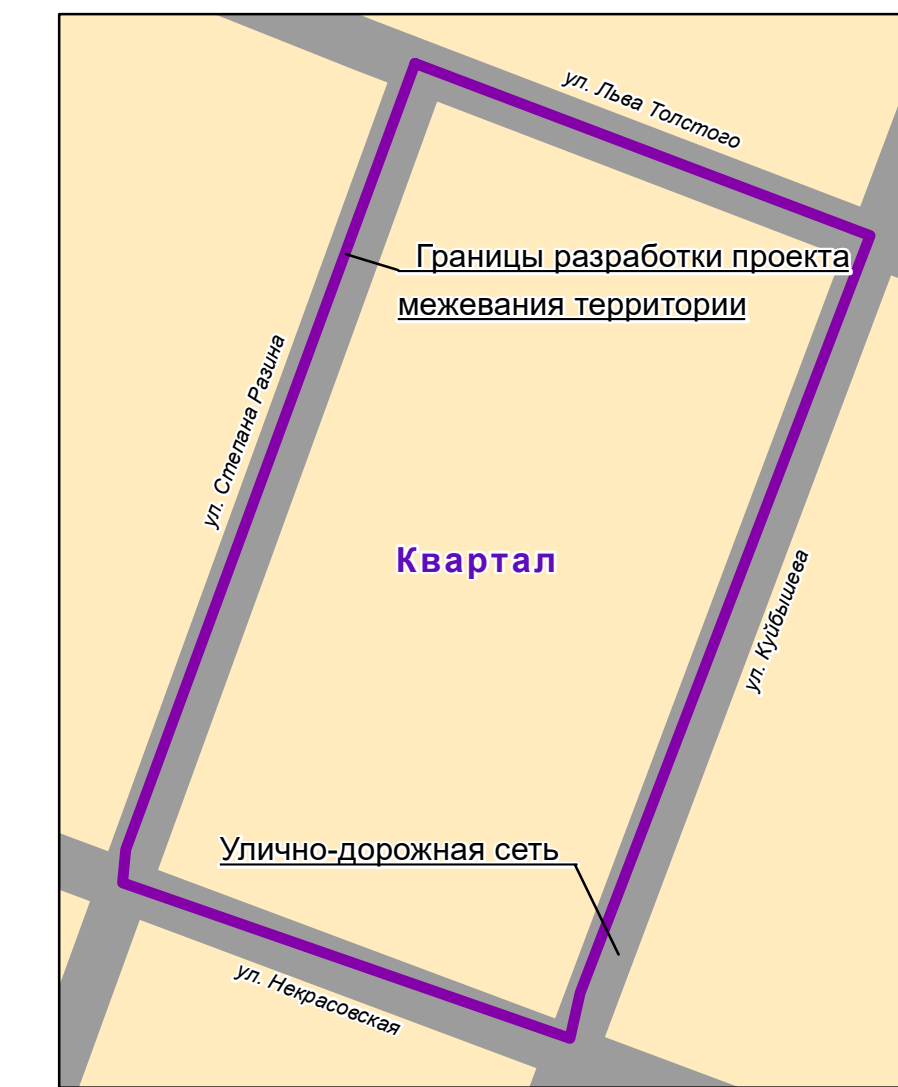 ул. Льва Толстого
Границы разработки проекта
межевания территории
ул. Степана Разина
Квартал
ул. Куйбышева
Улично-дорожная сеть
ул. Некрасовская